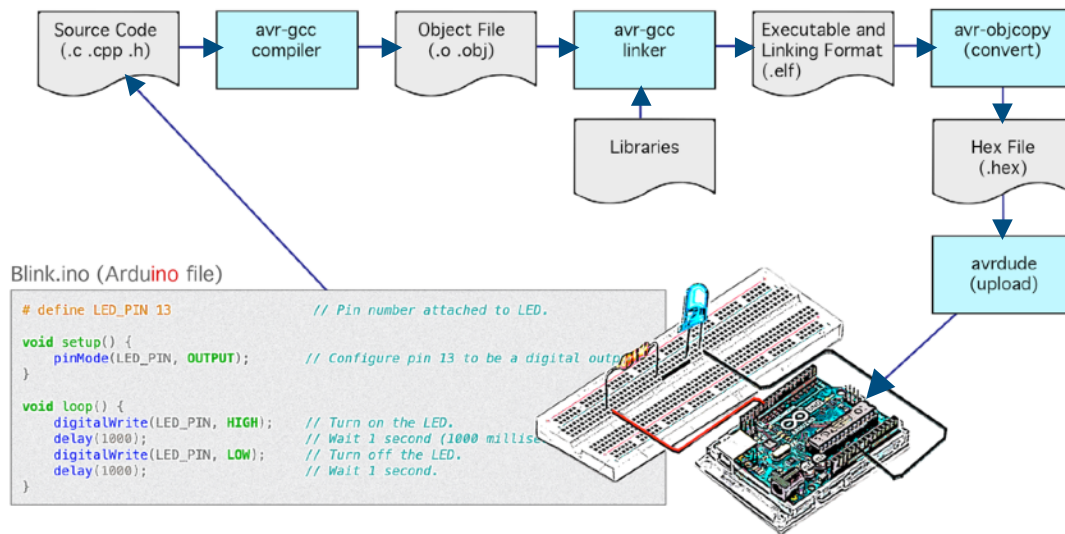 Source Code
(.c .cpp .h)
avr-gcc
compiler
Object File
(.o .obj)
avr-gcc
linker
Executable and
Linking Format
(.elf)
avr-objcopy
(convert)
Libraries
Hex File
(.hex)
avrdude
(upload)
Blink.ino (Arduino file)
# define LED_PIN 13 // Pin number attached to LED.
void setup() {
pinMode(LED_PIN, OUTPUT); // Configure pin 13 to be a digital
}
void loop() {
digitalWrite(LED_PIN, HIGH); // Turn on the LED.
delay(1000); // Wait 1 second (1000
digitalWrite(LED_PIN, LOW); // Turn off the LED.
delay(1000); // Wait 1 second.
}